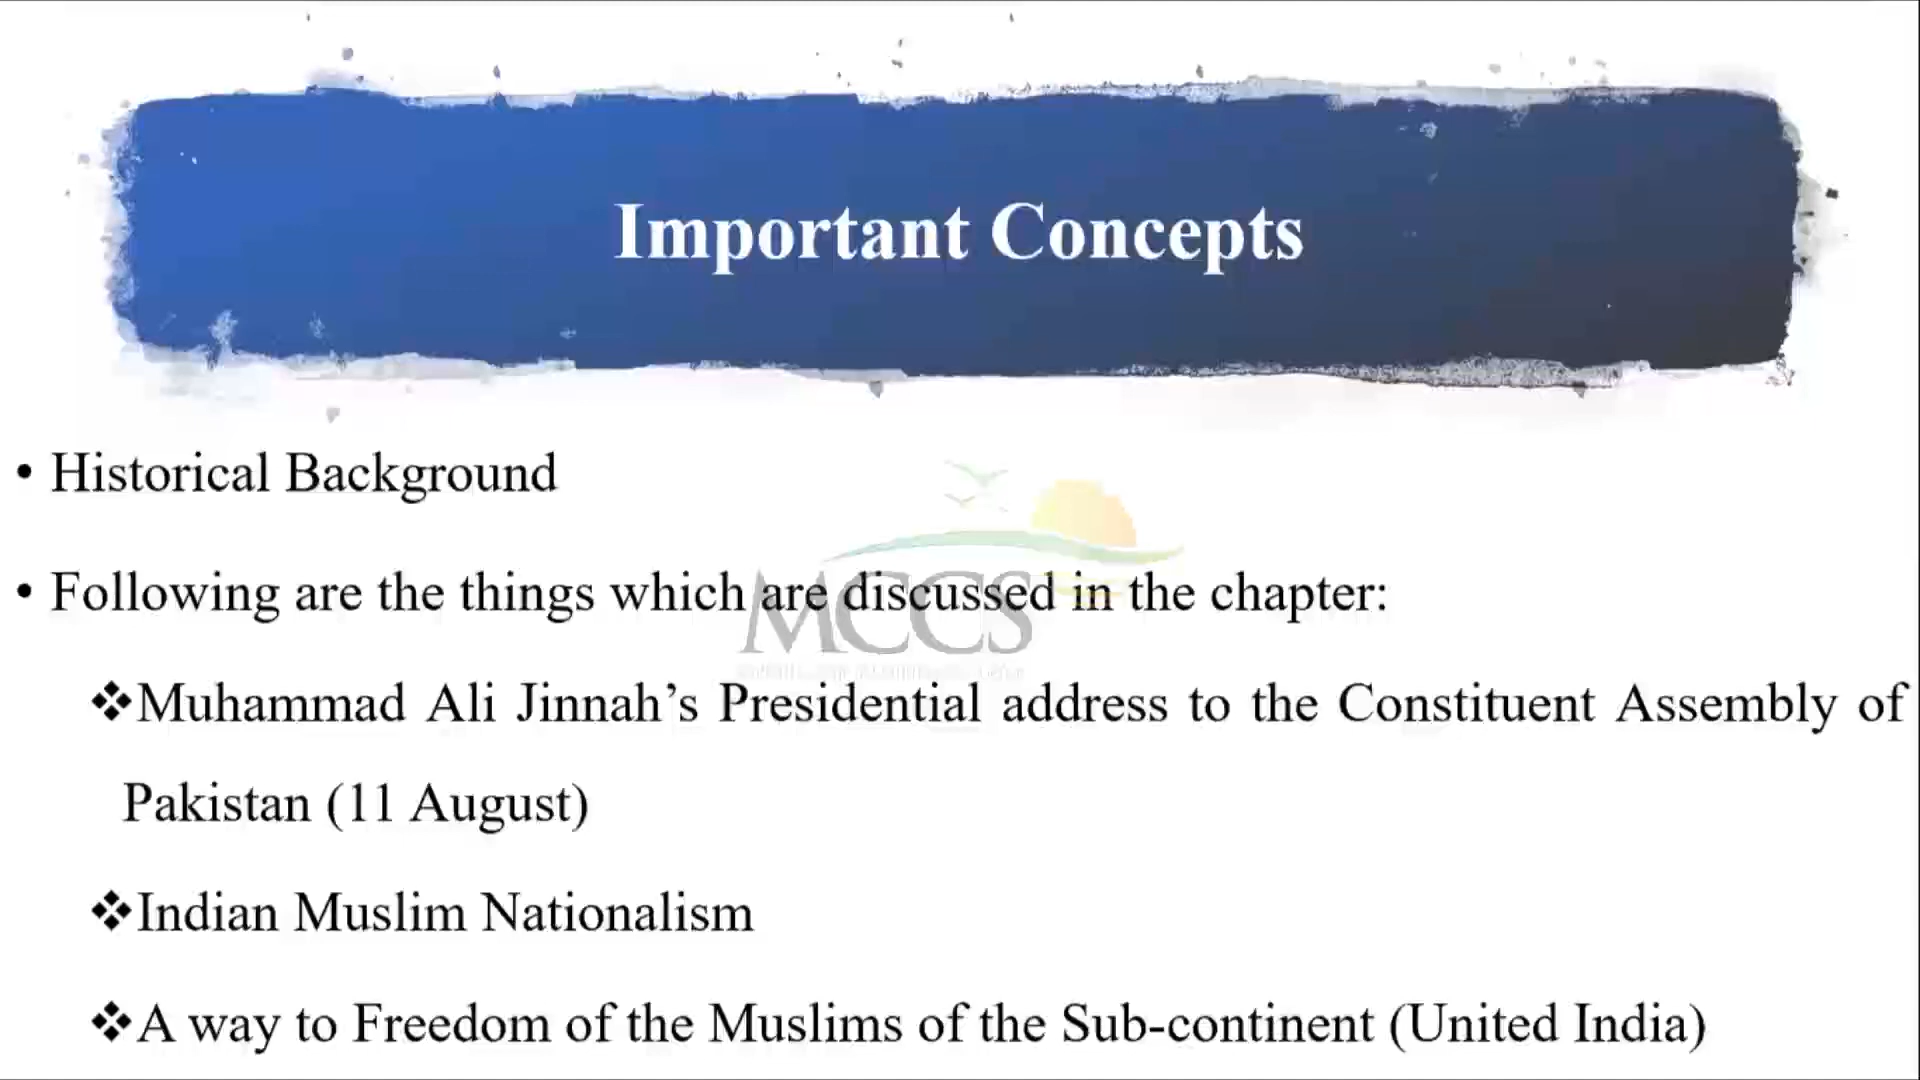 Important Concepts
• Historical Background
• Following are the things which are discussed in the chapter:
❖Muhammad Ali Jinnah’s Presidential address to the Constituent Assembly of
Pakistan (11 August)
❖Indian Muslim Nationalism
❖A way to Freedom of the Muslims of the Sub-continent (United India)
MCCS